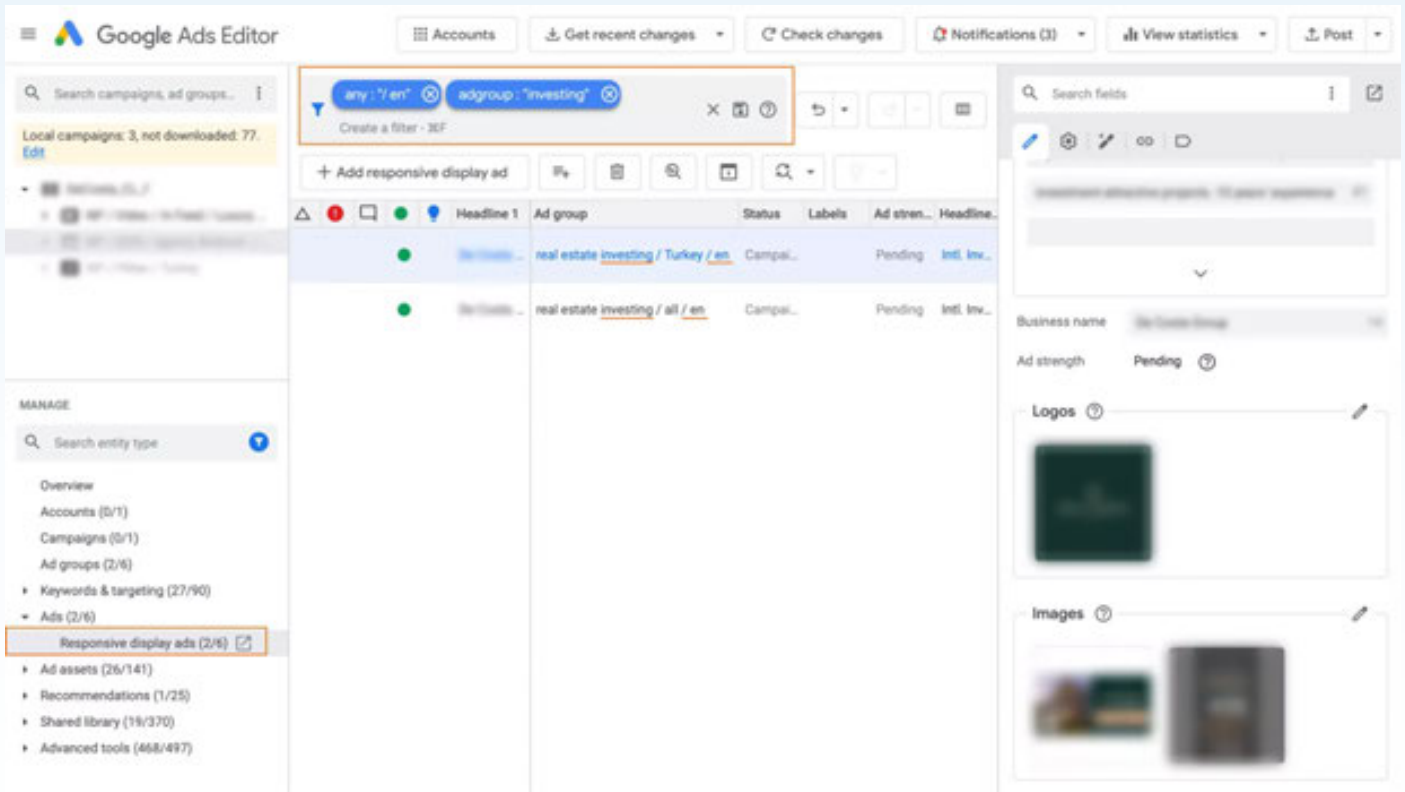 Google Ads Editor
Accounts
Get recent changes
Check changes
Notifications (3)
View statistics
Post
Search campaigns, ad groups..
Local campaigns: 3, not downloaded: 77.
Edit
MANAGE
Search entity type
Overview
Accounts (0/1)
Campaigns (0/1)
Ad groups (2/6)
Keywords & targeting (27/90)
Ads (2/6)
Responsive display ads (2/6)
Ad assets (26/141)
Recommendations (1/25)
Shared library (19/370)
Advanced tools (468/497)
any : "/ en" adgroup : "investing"
Create a filter - ⌘F
+ Add responsive display ad
Headline 1 Ad group Status Labels Ad stren... Headline..
real estate investing / Turkey / en Campai... Pending Intl. Inv...
real estate investing / all / en Campai... Pending Intl. Inv...
Search fields
Business name
Ad strength Pending
Logos
Images